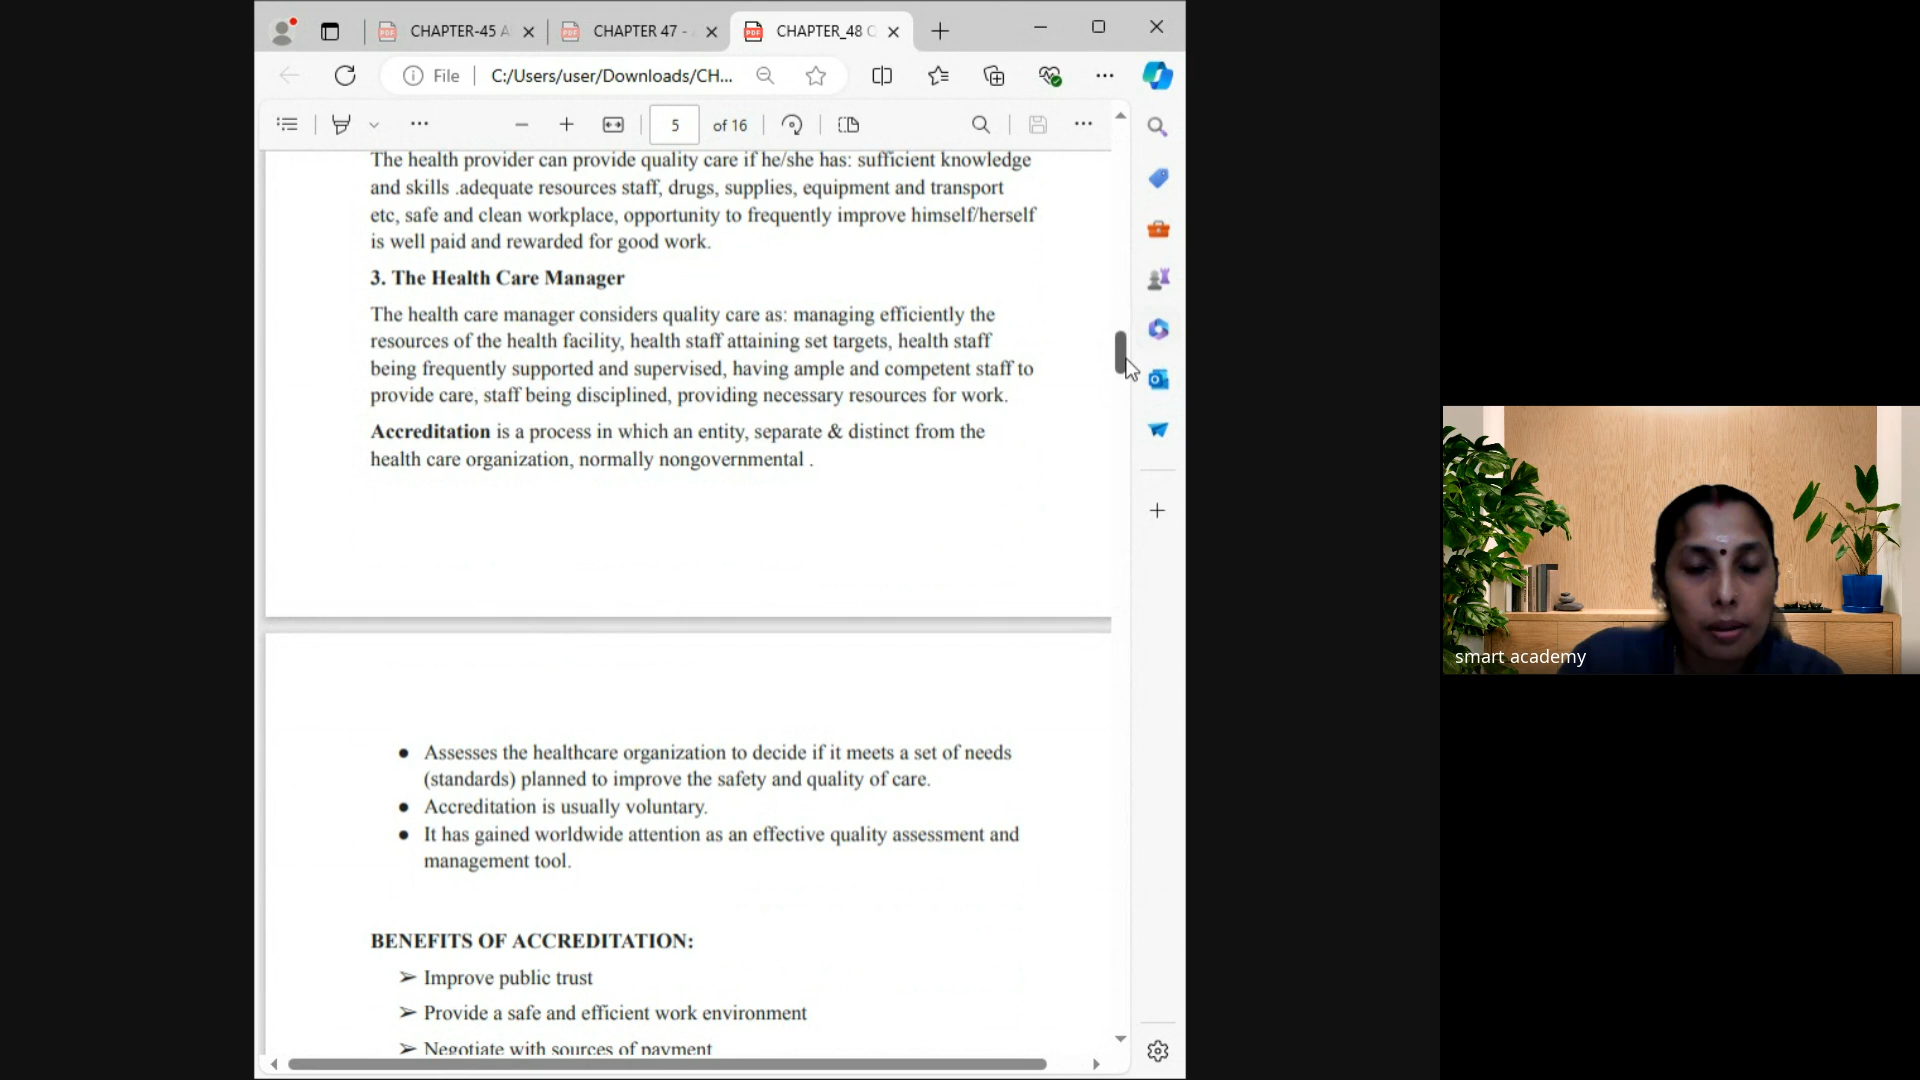 CHAPTER-45 A
CHAPTER 47 -
CHAPTER_48 C
File
C:/Users/user/Downloads/CH...
5 of 16
The health provider can provide quality care if he/she has: sufficient knowledge
and skills .adequate resources staff, drugs, supplies, equipment and transport
etc, safe and clean workplace, opportunity to frequently improve himself/herself
is well paid and rewarded for good work.
3. The Health Care Manager
The health care manager considers quality care as: managing efficiently the
resources of the health facility, health staff attaining set targets, health staff
being frequently supported and supervised, having ample and competent staff to
provide care, staff being disciplined, providing necessary resources for work.
Accreditation is a process in which an entity, separate & distinct from the
health care organization, normally nongovernmental .
● Assesses the healthcare organization to decide if it meets a set of needs
(standards) planned to improve the safety and quality of care.
● Accreditation is usually voluntary.
● It has gained worldwide attention as an effective quality assessment and
management tool.
BENEFITS OF ACCREDITATION:
➢ Improve public trust
➢ Provide a safe and efficient work environment
➢ Negotiate with sources of payment
smart academy